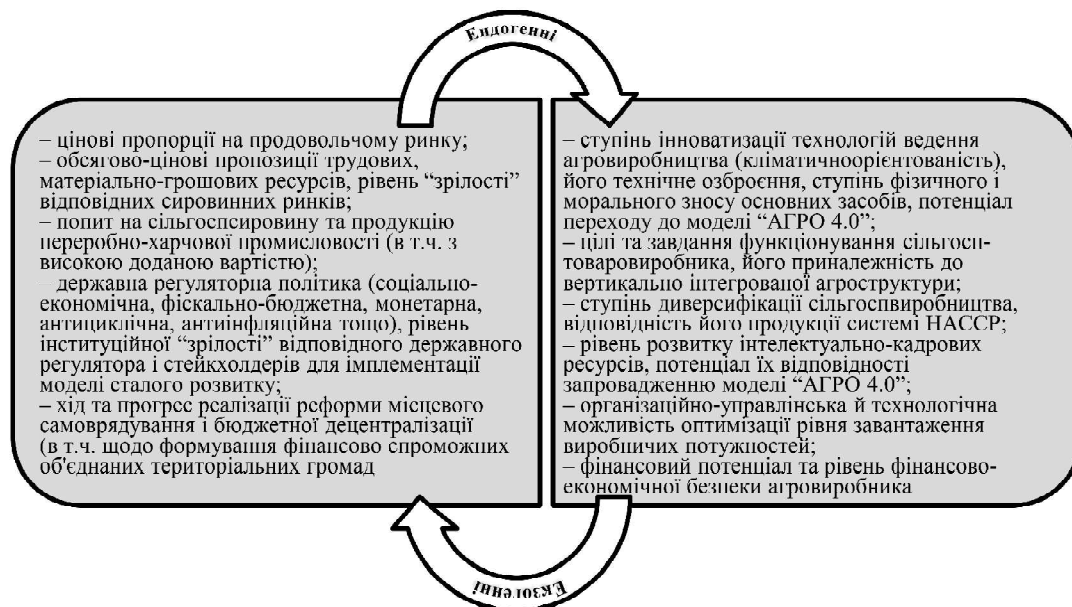 Ендогенні
– цінові пропорції на продовольчому ринку;
– обсягово-цінові пропозиції трудових,
матеріально-грошових ресурсів, рівень “зрілості”
відповідних сировинних ринків;
– попит на сільгоспсировину та продукцію
переробно-харчової промисловості (в т.ч. з
високою доданою вартістю);
– державна регуляторна політика (соціально-
економічна, фіскально-бюджетна, монетарна,
антициклічна, антиінфляційна тощо), рівень
інституційної “зрілості” відповідного державного
регулятора і стейкхолдерів для імплементації
моделі сталого розвитку;
– хід та прогрес реалізації реформи місцевого
самоврядування і бюджетної децентралізації
(в т.ч. щодо формування фінансово спроможних
об'єднаних територіальних громад
– ступінь інноватизації технологій ведення
агровиробництва (кліматичноорієнтованість),
його технічне озброєння, ступінь фізичного і
морального зносу основних засобів, потенціал
переходу до моделі “АГРО 4.0”;
– цілі та завдання функціонування сільгосп-
товаровиробника, його приналежність до
вертикально інтегрованої агроструктури;
– ступінь диверсифікації сільгоспвиробництва,
відповідність його продукції системі НАССР;
– рівень розвитку інтелектуально-кадрових
ресурсів, потенціал їх відповідності
запровадженню моделі “АГРО 4.0”;
– організаційно-управлінська й технологічна
можливість оптимізації рівня завантаження
виробничих потужностей;
– фінансовий потенціал та рівень фінансово-
економічної безпеки агровиробника
Екзогенні